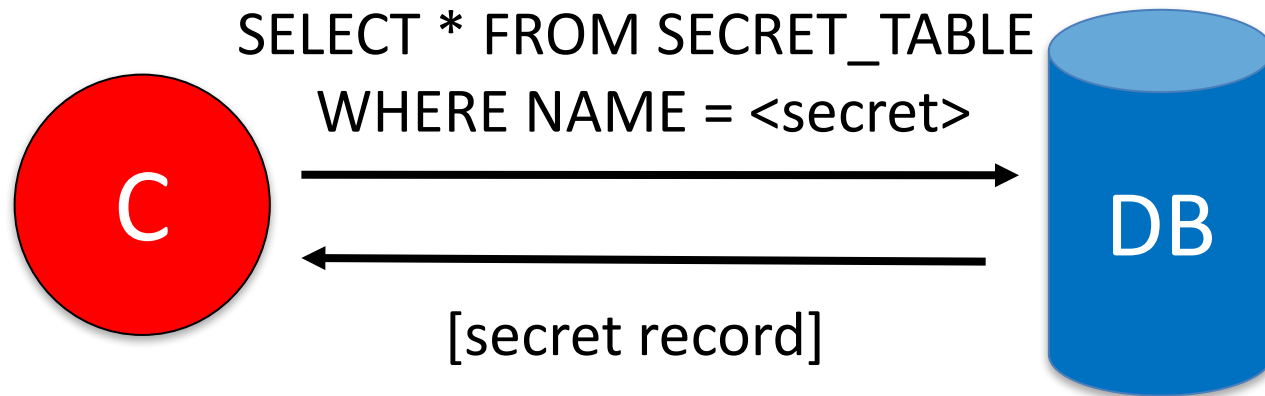 SELECT * FROM SECRET_TABLE
WHERE NAME = <secret>
C
DB
[secret record]